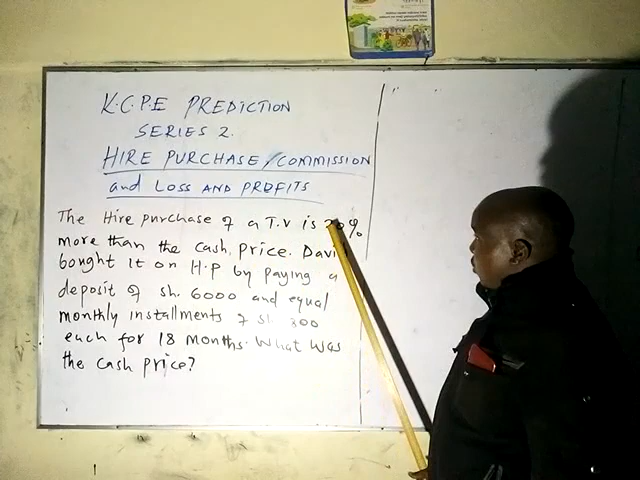 K.C.P.E PREDICTION
SERIES 2.
HIRE PURCHASE/COMMISSION
and LOSS AND PROFITS
The Hire purchase of a T.V is 20%
more than the cash price. Davi
bought it on H.P by paying a
deposit of sh. 6000 and equal
monthly installments of sh. 800
each for 18 months. What was
the cash price?